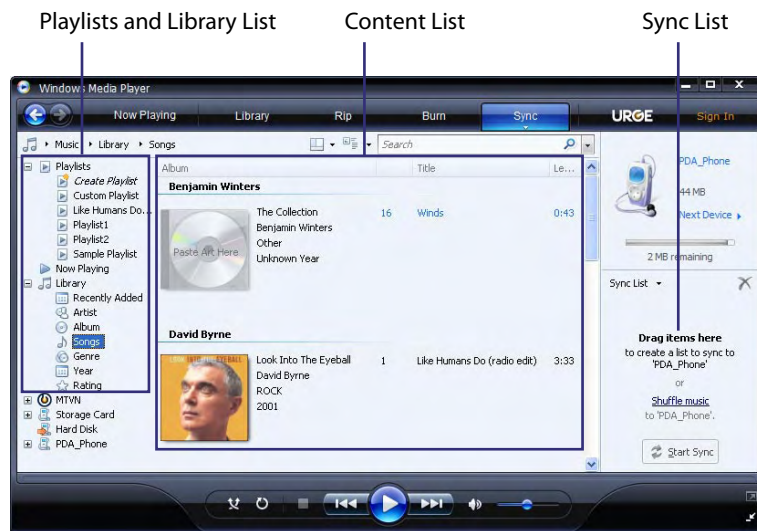 Playlists and Library List
Content List
Sync List
Windows Media Player
Now Playing
Library
Rip
Burn
Sync
URGE
Sign In
Music
Library
Songs
Search
Playlists
Create Playlist
Custom Playlist
Like Humans Do...
Playlist1
Playlist2
Sample Playlist
Now Playing
Library
Recently Added
Artist
Album
Songs
Genre
Year
Rating
MTVN
Storage Card
Hard Disk
PDA_Phone
Album
Title
Le...
Benjamin Winters
Paste Art Here
The Collection
Benjamin Winters
Other
Unknown Year
16
Winds
0:43
David Byrne
LOOK INTO THE EYEBALL
Look Into The Eyeball
David Byrne
ROCK
2001
1
Like Humans Do (radio edit)
3:33
PDA_Phone
44 MB
Next Device
2 MB remaining
Sync List
Drag items here
to create a list to sync to
'PDA_Phone'
or
Shuffle music
to 'PDA_Phone'.
Start Sync